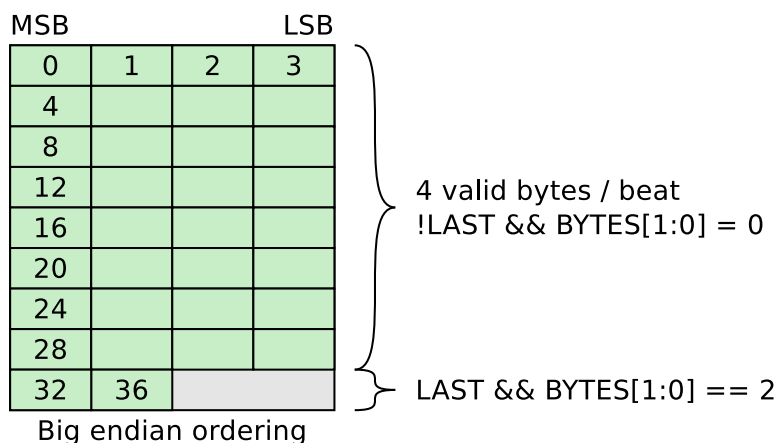 MSB LSB
0 1 2 3
4
8
12
16
20
24
28
32 36
4 valid bytes / beat
!LAST && BYTES[1:0] = 0
LAST && BYTES[1:0] == 2
Big endian ordering